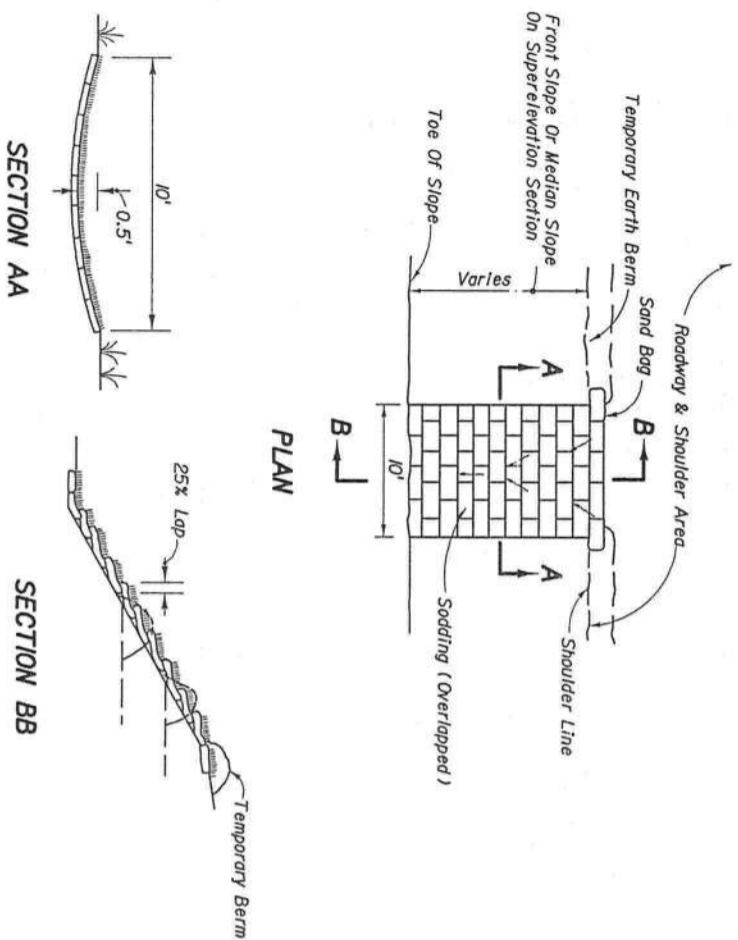 Roadway & Shoulder Area
Sand Bag
Temporary Earth Berm
Front Slope Or Median Slope
On Superelevation Section
Toe Of Slope
Varies
A
A
B
B
10'
Shoulder Line
Sodding (Overlapped)
PLAN
10'
0.5'
SECTION AA
25% Lap
Temporary Berm
SECTION BB